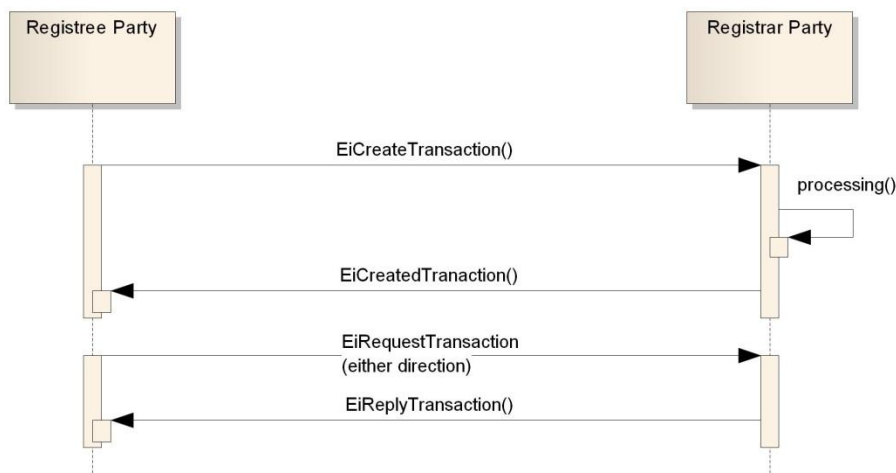 Registree Party
Registrar Party
EiCreateTransaction()
processing()
EiCreatedTranaction()
EiRequestTransaction
(either direction)
EiReplyTransaction()